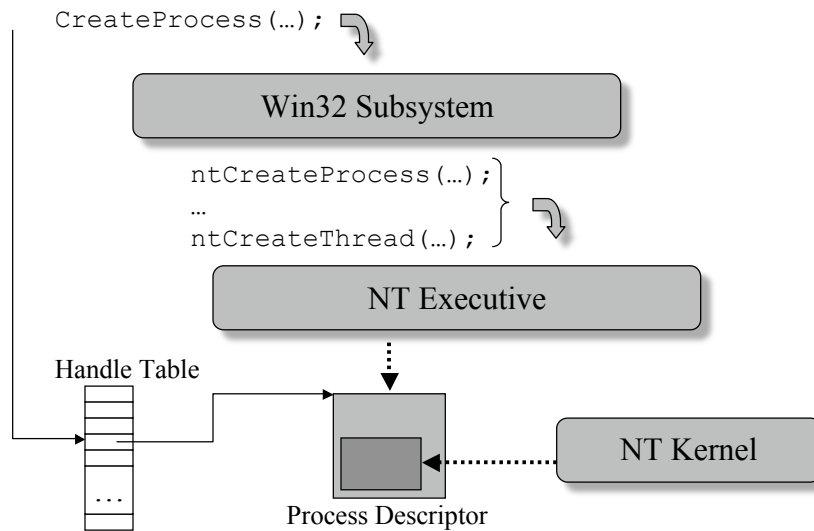 CreateProcess(…);
Win32 Subsystem
ntCreateProcess(…);
…
ntCreateThread(…);
NT Executive
Handle Table
NT Kernel
...
Process Descriptor